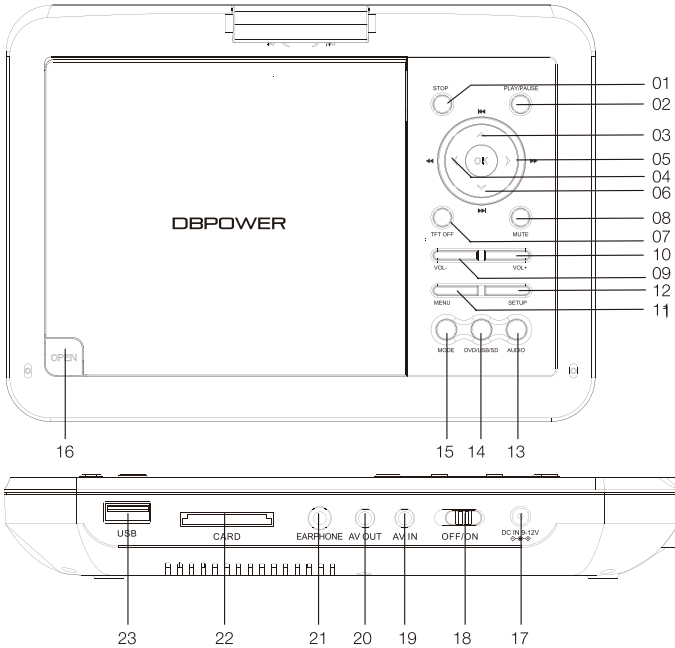 STOP
PLAY/PAUSE
01
02
03
05
OK
04
06
DBPOWER
08
TFT OFF
MUTE
07
10
VOL-
VOL+
09
12
MENU
SETUP
11
OPEN
MODE
DVD/USB/SD
AUDIO
16
15
14
13
USB
CARD
EARPHONE
AV OUT
AV IN
OFF/ON
DC IN 9-12V
23
22
21
20
19
18
17